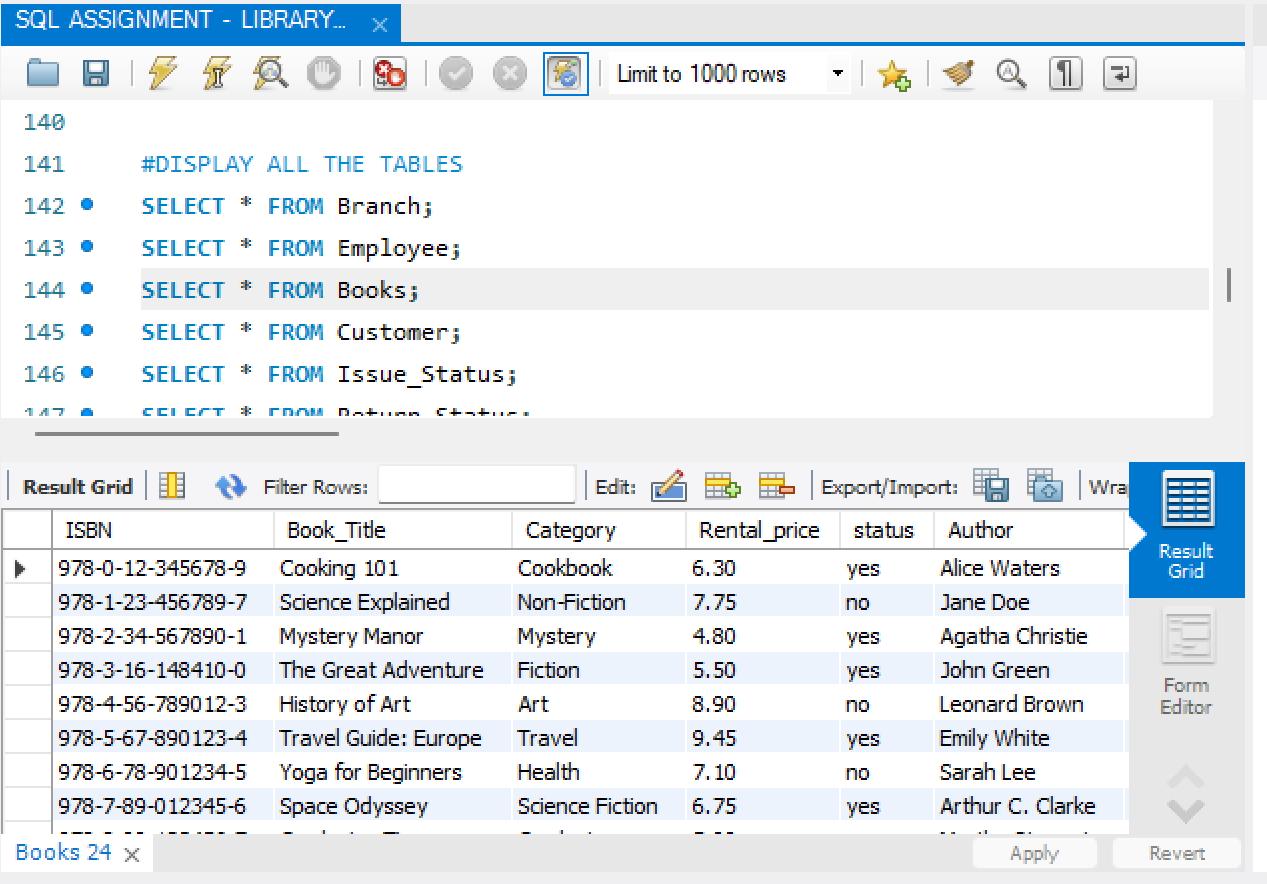 SQL ASSIGNMENT - LIBRARY...
Limit to 1000 rows
140
141 #DISPLAY ALL THE TABLES
142 SELECT * FROM Branch;
143 SELECT * FROM Employee;
144 SELECT * FROM Books;
145 SELECT * FROM Customer;
146 SELECT * FROM Issue_Status;
147 SELECT * FROM Return_Status;
Result Grid Filter Rows: Edit: Export/Import: Wra
ISBN Book_Title Category Rental_price status Author
978-0-12-345678-9 Cooking 101 Cookbook 6.30 yes Alice Waters
978-1-23-456789-7 Science Explained Non-Fiction 7.75 no Jane Doe
978-2-34-567890-1 Mystery Manor Mystery 4.80 yes Agatha Christie
978-3-16-148410-0 The Great Adventure Fiction 5.50 yes John Green
978-4-56-789012-3 History of Art Art 8.90 no Leonard Brown
978-5-67-890123-4 Travel Guide: Europe Travel 9.45 yes Emily White
978-6-78-901234-5 Yoga for Beginners Health 7.10 no Sarah Lee
978-7-89-012345-6 Space Odyssey Science Fiction 6.75 yes Arthur C. Clarke
Result
Grid
Form
Editor
Books 24
Apply Revert